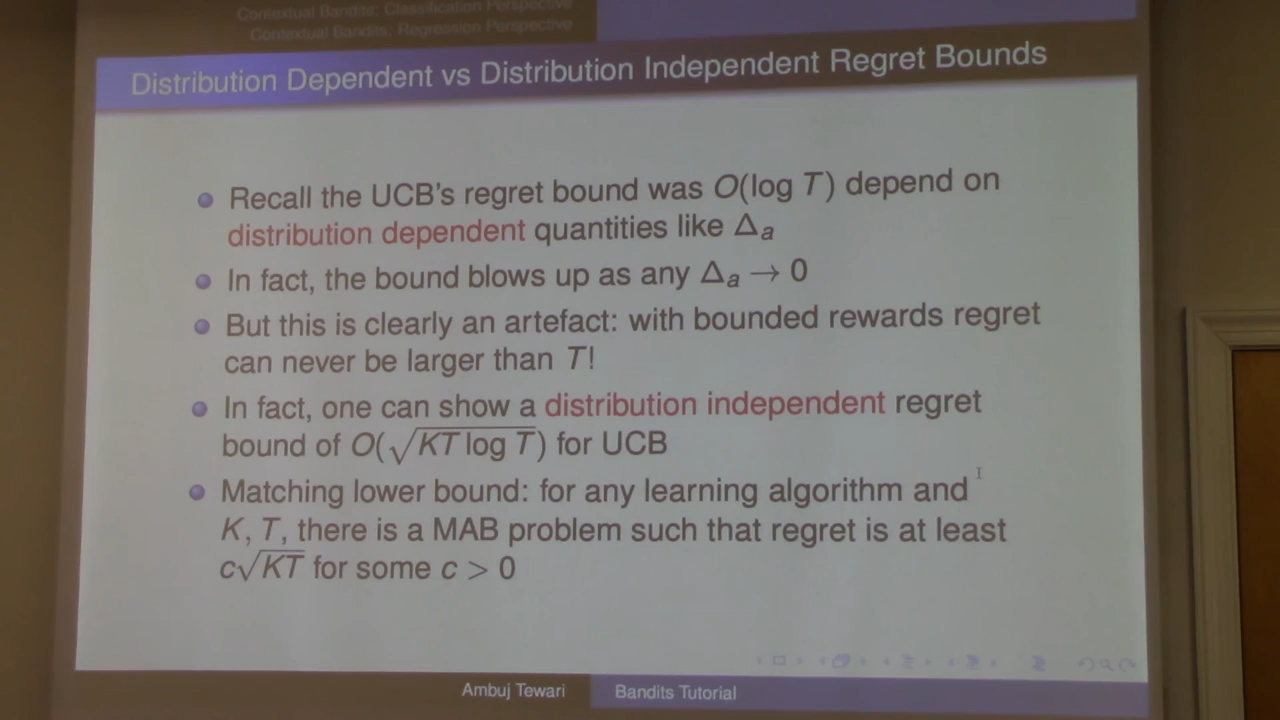 Contextual Bandits: Classification Perspective
Contextual Bandits: Regression Perspective
Distribution Dependent vs Distribution Independent Regret Bounds
Recall the UCB's regret bound was O(log T) depend on
distribution dependent quantities like Δₐ
In fact, the bound blows up as any Δₐ → 0
But this is clearly an artefact: with bounded rewards regret
can never be larger than T!
In fact, one can show a distribution independent regret
bound of O(√(KT log T)) for UCB
Matching lower bound: for any learning algorithm and
K, T, there is a MAB problem such that regret is at least
c√(KT) for some c > 0
Ambuj Tewari Bandits Tutorial